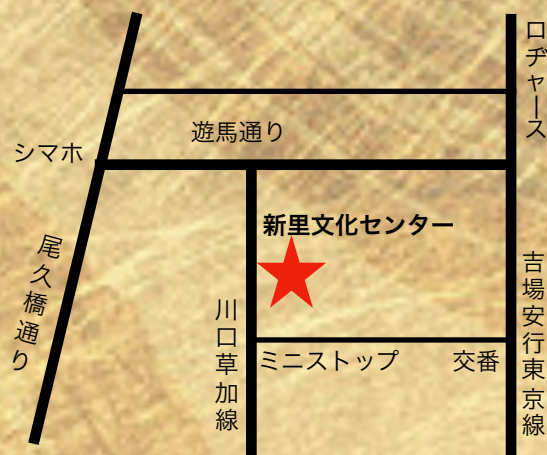 ロヂャース
遊馬通り
シマホ
新里文化センター
尾久橋通り
吉場安行東京線
川口草加線
ミニストップ
交番